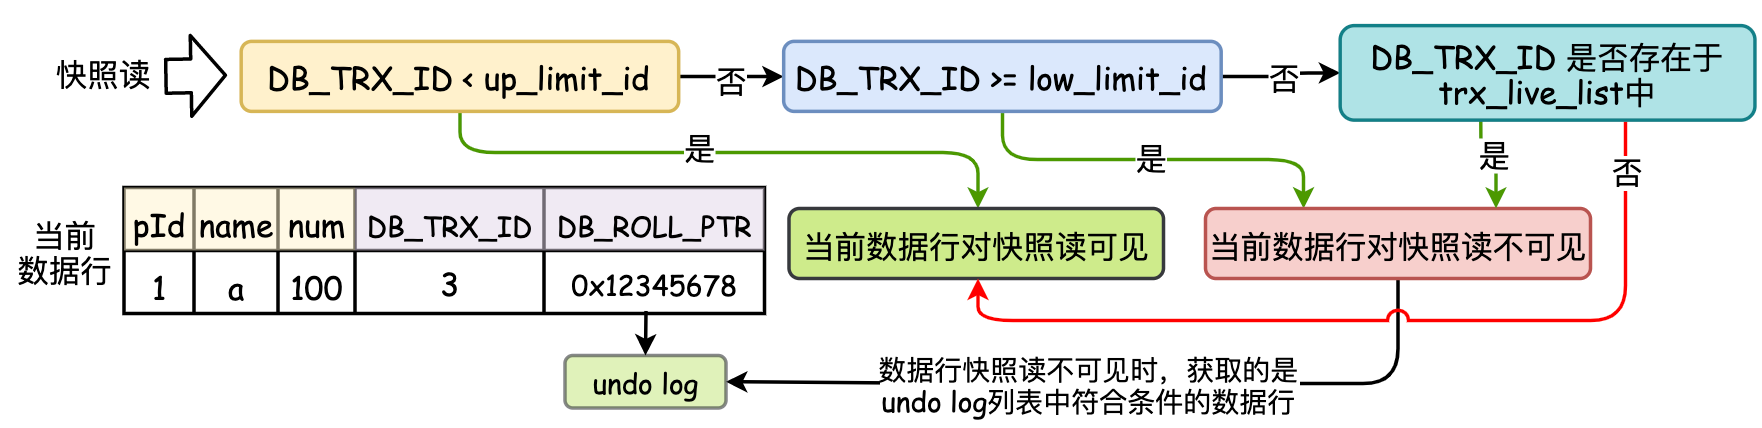 快照读
DB_TRX_ID < up_limit_id
否
DB_TRX_ID >= low_limit_id
否
DB_TRX_ID 是否存在于
trx_live_list中
是
是
是
否
当前
数据行
pId name num DB_TRX_ID DB_ROLL_PTR
1 a 100 3 0x12345678
当前数据行对快照读可见
当前数据行对快照读不可见
undo log
数据行快照读不可见时，获取的是
undo log列表中符合条件的数据行